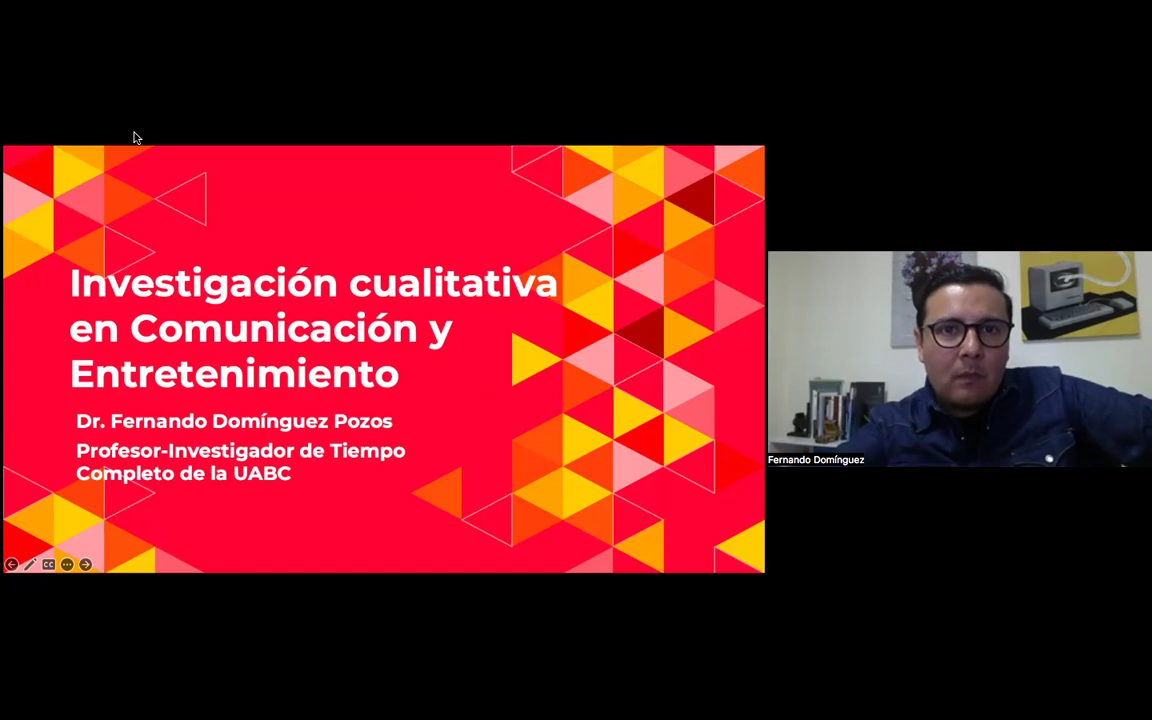 Investigación cualitativa
en Comunicación y
Entretenimiento
Dr. Fernando Domínguez Pozos
Profesor-Investigador de Tiempo
Completo de la UABC
CC
Fernando Domínguez